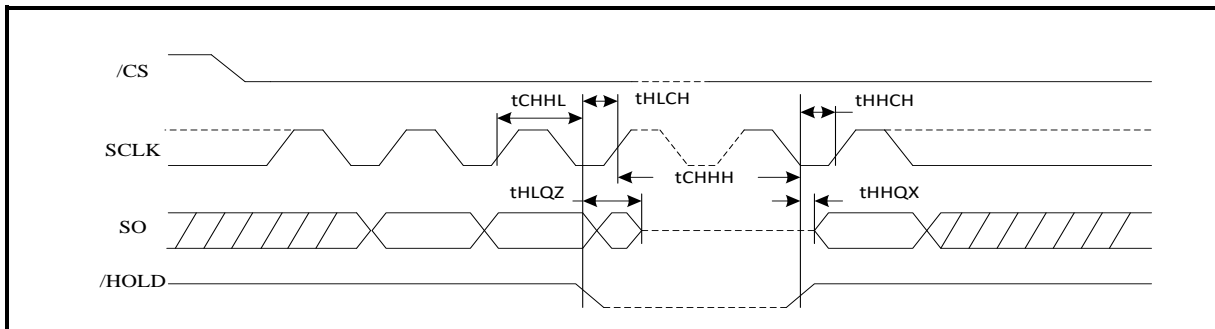 /CS
tCHHL
tHLCH
tHHCH
SCLK
tCHHH
tHLQZ
tHHQX
SO
/HOLD